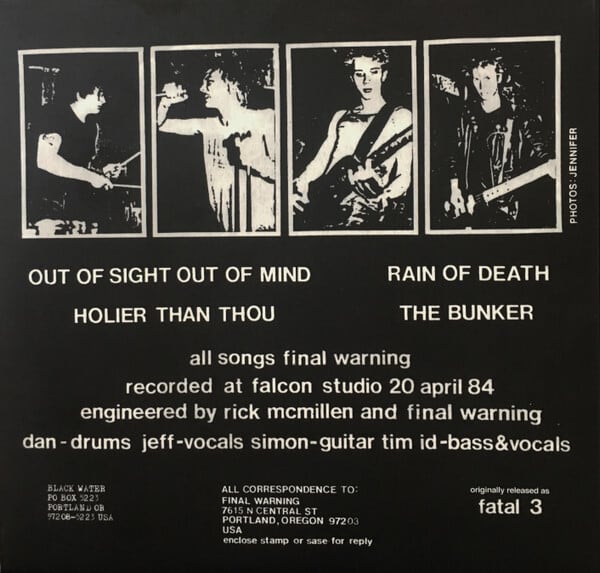 PHOTOS: JENNIFER
OUT OF SIGHT OUT OF MIND
RAIN OF DEATH
HOLIER THAN THOU
THE BUNKER
all songs final warning
recorded at falcon studio 20 april 84
engineered by rick mcmillen and final warning
dan-drums jeff-vocals simon-guitar tim id-bass&vocals
BLACK WATER
PO BOX 5223
PORTLAND OR
97208-5223 USA
ALL CORRESPONDENCE TO:
FINAL WARNING
7615 N CENTRAL ST
PORTLAND, OREGON 97203
USA
enclose stamp or sase for reply
originally released as
fatal 3